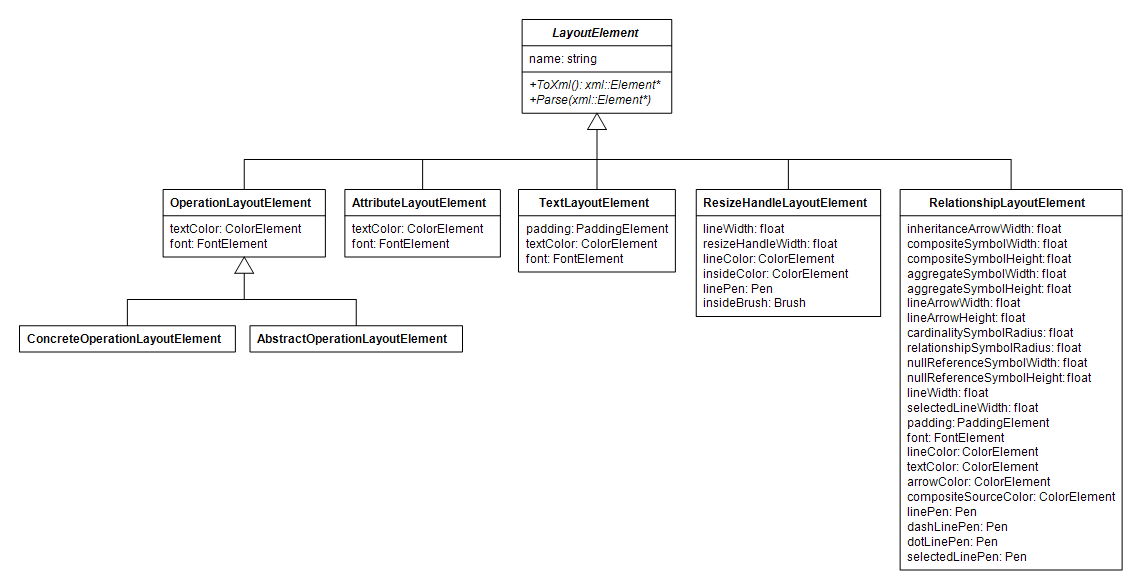 LayoutElement
name: string
+ToXml(): xml::Element*
+Parse(xml::Element*)
OperationLayoutElement
textColor: ColorElement
font: FontElement
AttributeLayoutElement
textColor: ColorElement
font: FontElement
TextLayoutElement
padding: PaddingElement
textColor: ColorElement
font: FontElement
ResizeHandleLayoutElement
lineWidth: float
resizeHandleWidth: float
lineColor: ColorElement
insideColor: ColorElement
linePen: Pen
insideBrush: Brush
RelationshipLayoutElement
inheritanceArrowWidth: float
compositeSymbolWidth: float
compositeSymbolHeight: float
aggregateSymbolWidth: float
aggregateSymbolHeight: float
lineArrowWidth: float
lineArrowHeight: float
cardinalitySymbolRadius: float
relationshipSymbolRadius: float
nullReferenceSymbolWidth: float
nullReferenceSymbolHeight: float
lineWidth: float
selectedLineWidth: float
padding: PaddingElement
font: FontElement
lineColor: ColorElement
textColor: ColorElement
arrowColor: ColorElement
compositeSourceColor: ColorElement
linePen: Pen
dashLinePen: Pen
dotLinePen: Pen
selectedLinePen: Pen
ConcreteOperationLayoutElement
AbstractOperationLayoutElement